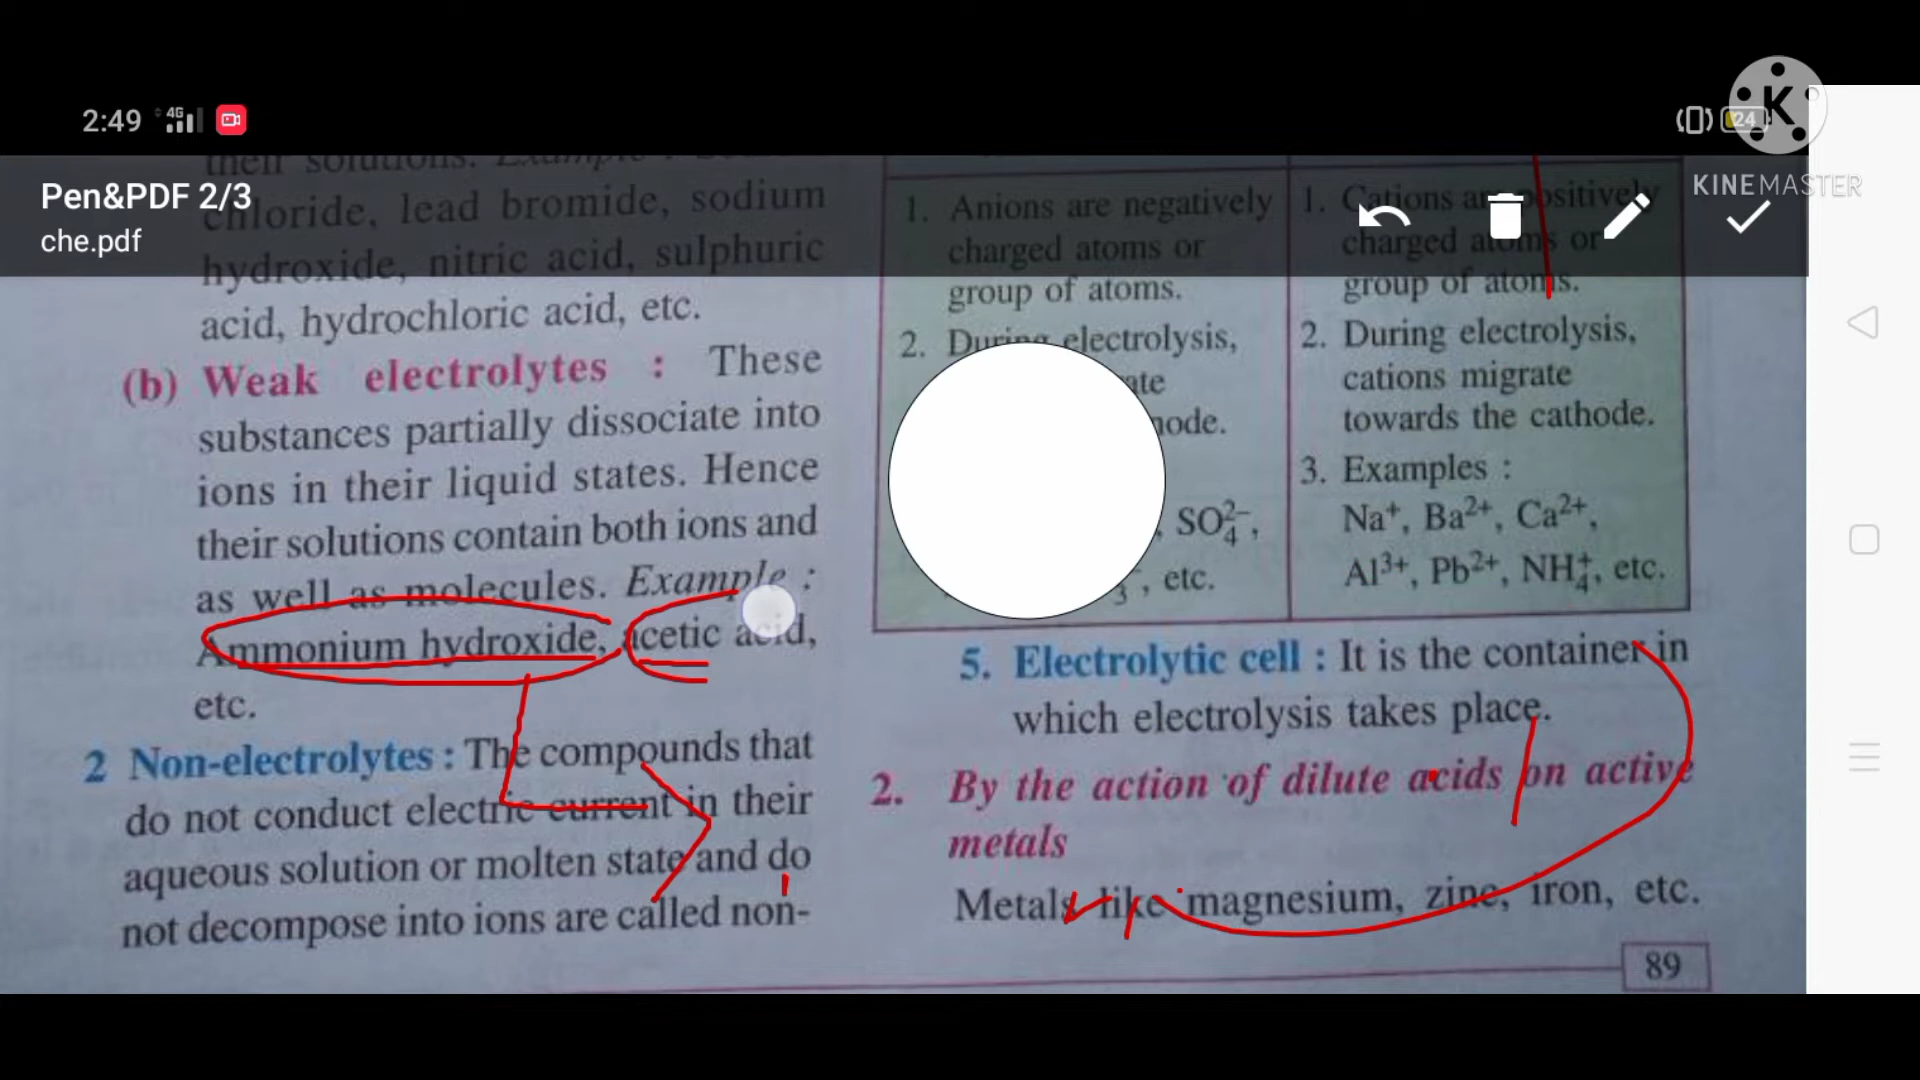 2:49 4G
24
KINEMASTER
Pen&PDF 2/3
che.pdf
their solutions. Example :
chloride, lead bromide, sodium
hydroxide, nitric acid, sulphuric
acid, hydrochloric acid, etc.
(b) Weak electrolytes : These
substances partially dissociate into
ions in their liquid states. Hence
their solutions contain both ions and
as well as molecules. Example :
Ammonium hydroxide, acetic acid,
etc.
2 Non-electrolytes : The compounds that
do not conduct electric current in their
aqueous solution or molten state and do
not decompose into ions are called non-
1. Anions are negatively
charged atoms or
group of atoms.
2. During electrolysis,
SO₄²⁻,
etc.
1. Cations are positively
charged atoms or
group of atoms.
2. During electrolysis,
cations migrate
towards the cathode.
3. Examples :
Na⁺, Ba²⁺, Ca²⁺,
Al³⁺, Pb²⁺, NH₄⁺, etc.
5. Electrolytic cell : It is the container in
which electrolysis takes place.
2. By the action of dilute acids on active
metals
Metals like magnesium, zinc, iron, etc.
89